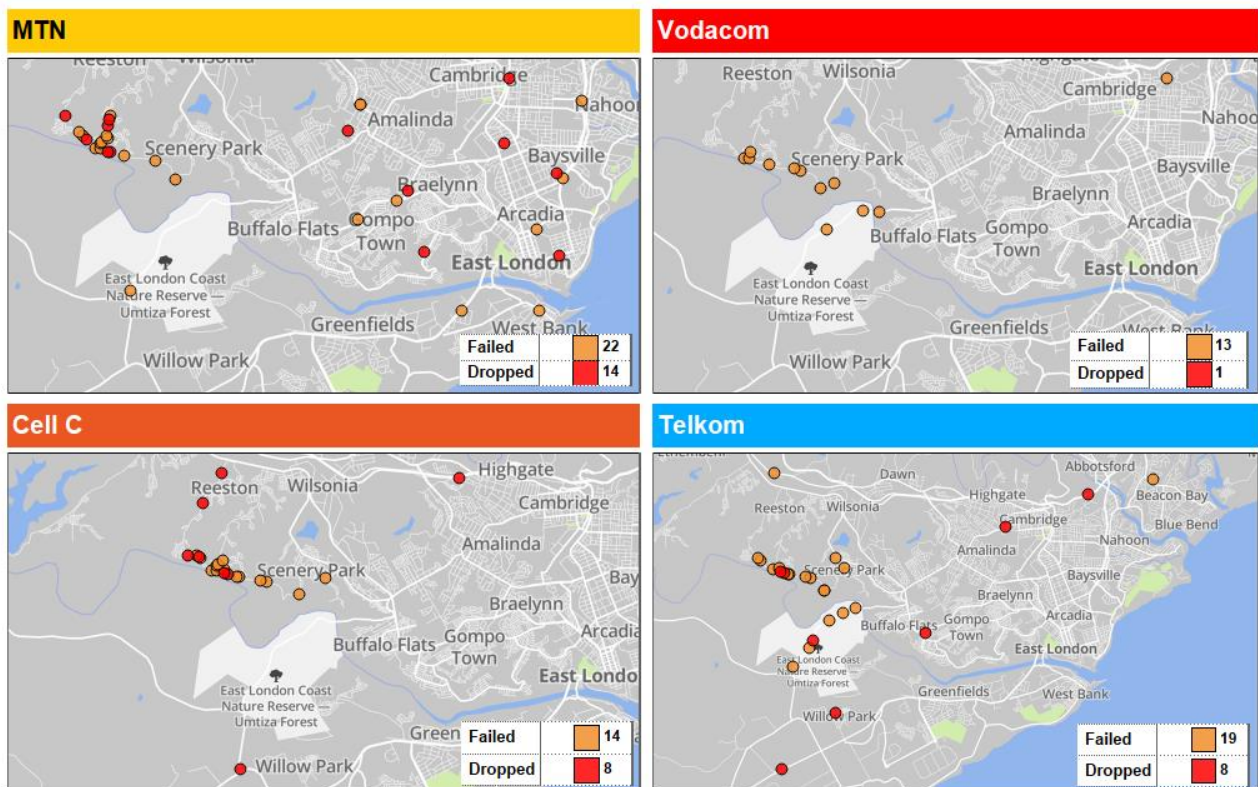 MTN
Reeston
Wilsonia
Cambridge
Nahoon
Amalinda
Scenery Park
Baysville
Braelynn
Gompo
Town
Arcadia
Buffalo Flats
East London
East London Coast
Nature Reserve —
Umtiza Forest
Greenfields
West Bank
Willow Park
Failed 22
Dropped 14
Vodacom
Highgate
Reeston
Wilsonia
Cambridge
Nahoo
Amalinda
Scenery Park
Baysville
Braelynn
Arcadia
Gompo
Town
Buffalo Flats
East London
East London Coast
Nature Reserve —
Umtiza Forest
Greenfields
West Bank
Willow Park
Failed 13
Dropped 1
Cell C
Highgate
Reeston
Wilsonia
Cambridge
Amalinda
Scenery Park
Bay
Braelynn
Gompo
Town
Arcadia
Buffalo Flats
East Londo
East London Coast
Nature Reserve —
Umtiza Forest
Green
Willow Park
Failed 14
Dropped 8
Telkom
Dawn
Abbotsford
Highgate
Beacon Bay
Reeston
Wilsonia
Cambridge
Blue Bend
Amalinda
Nahoon
Scenery Park
Baysville
Braelynn
Arcadia
Buffalo Flats
Gompo
Town
East London
East London Coast
Nature Reserve —
Umtiza Forest
Greenfields
West Bank
Willow Park
Failed 19
Dropped 8